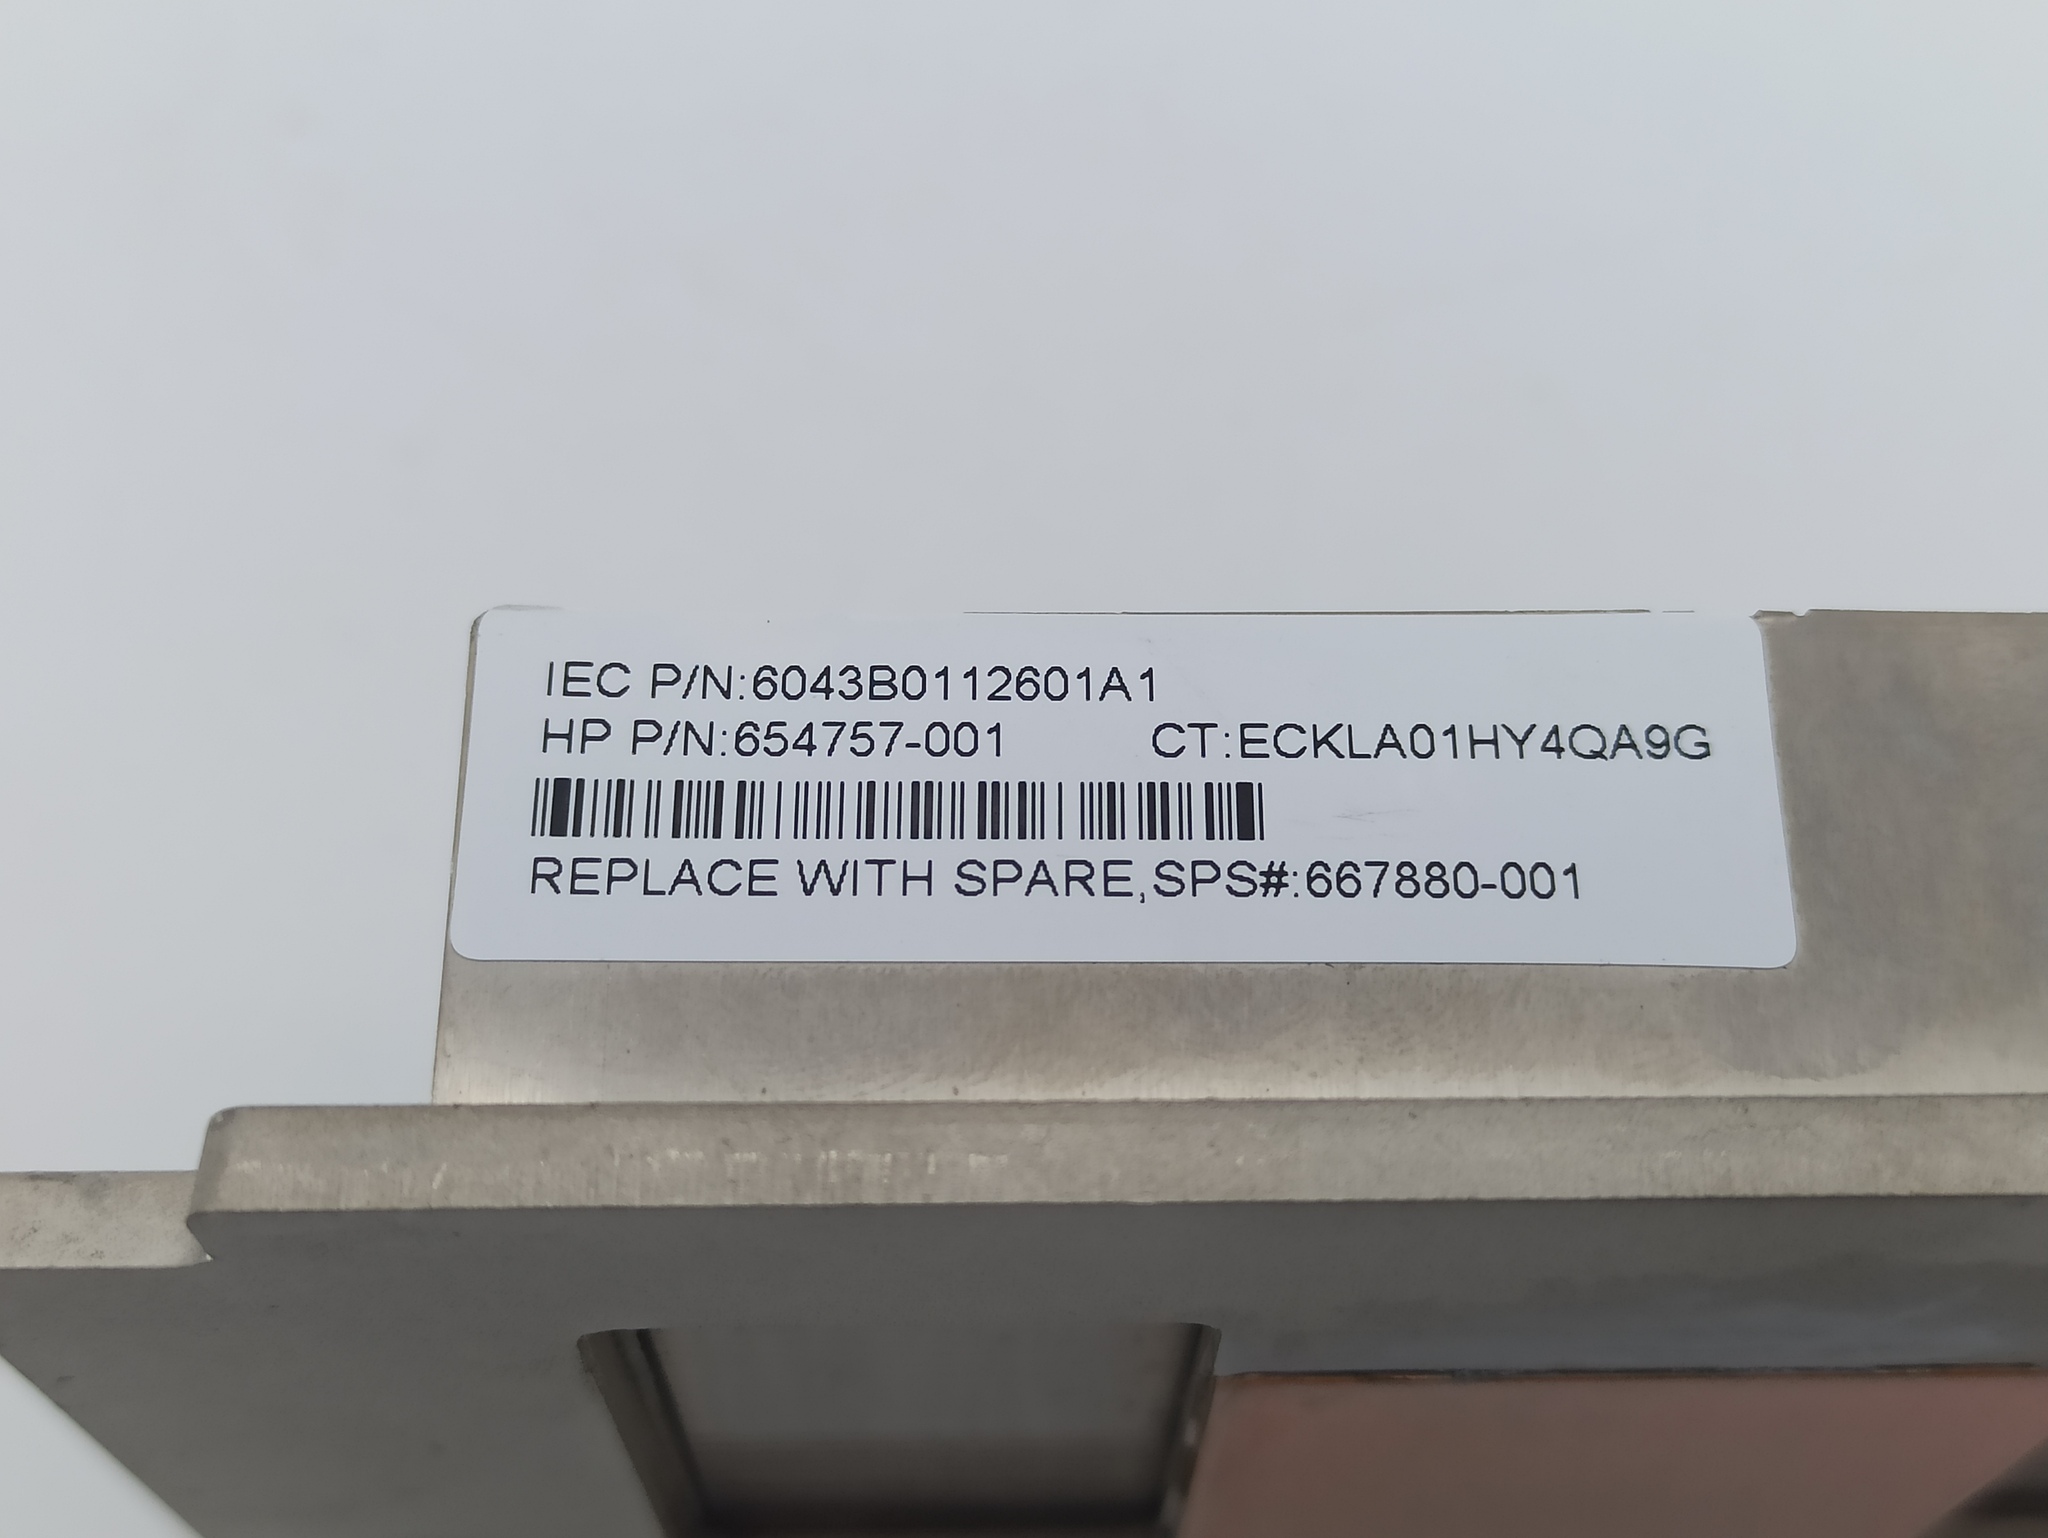 IEC P/N:6043B0112601A1
HP P/N:654757-001 CT:ECKLA01HY4QA9G
REPLACE WITH SPARE,SPS#:667880-001